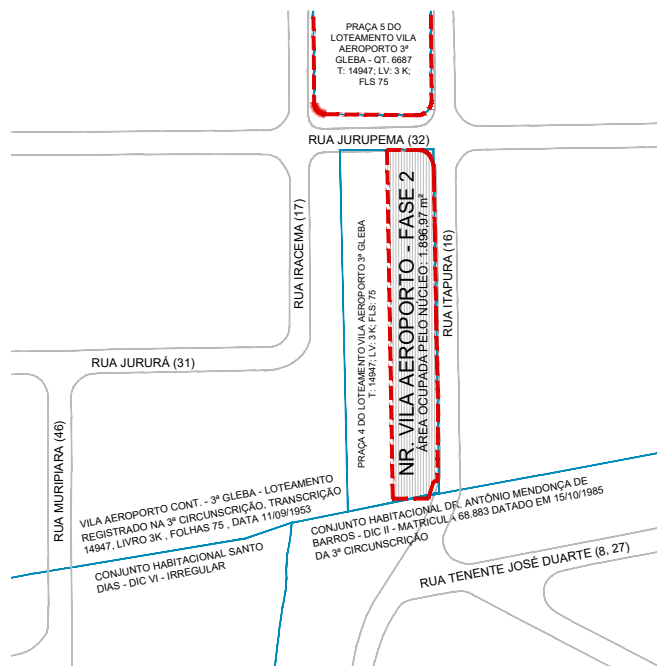 PRAÇA 5 DO
LOTEAMENTO VILA
AEROPORTO 3ª
GLEBA - QT. 6687
T: 14947; LV: 3 K;
FLS 75
RUA JURUPEMA (32)
RUA IRACEMA (17)
PRAÇA 4 DO LOTEAMENTO VILA AEROPORTO 3ª GLEBA
T: 14947; LV: 3 K; FLS: 75
NR. VILA AEROPORTO - FASE 2
ÁREA OCUPADA PELO NÚCLEO: 1.896,97 m²
RUA ITAPURA (16)
RUA JURURÁ (31)
RUA MURIPIARA (46)
VILA AEROPORTO CONT. - 3ª GLEBA - LOTEAMENTO
REGISTRADO NA 3ª CIRCUNSCRIÇÃO, TRANSCRIÇÃO
14947, LIVRO 3K , FOLHAS 75 , DATA 11/09/1953
CONJUNTO HABITACIONAL DR. ANTÔNIO MENDONÇA DE
BARROS - DIC II - MATRÍCULA 68.883 DATADO EM 15/10/1985
DA 3ª CIRCUNSCRIÇÃO
CONJUNTO HABITACIONAL SANTO
DIAS - DIC VI - IRREGULAR
RUA TENENTE JOSÉ DUARTE (8, 27)